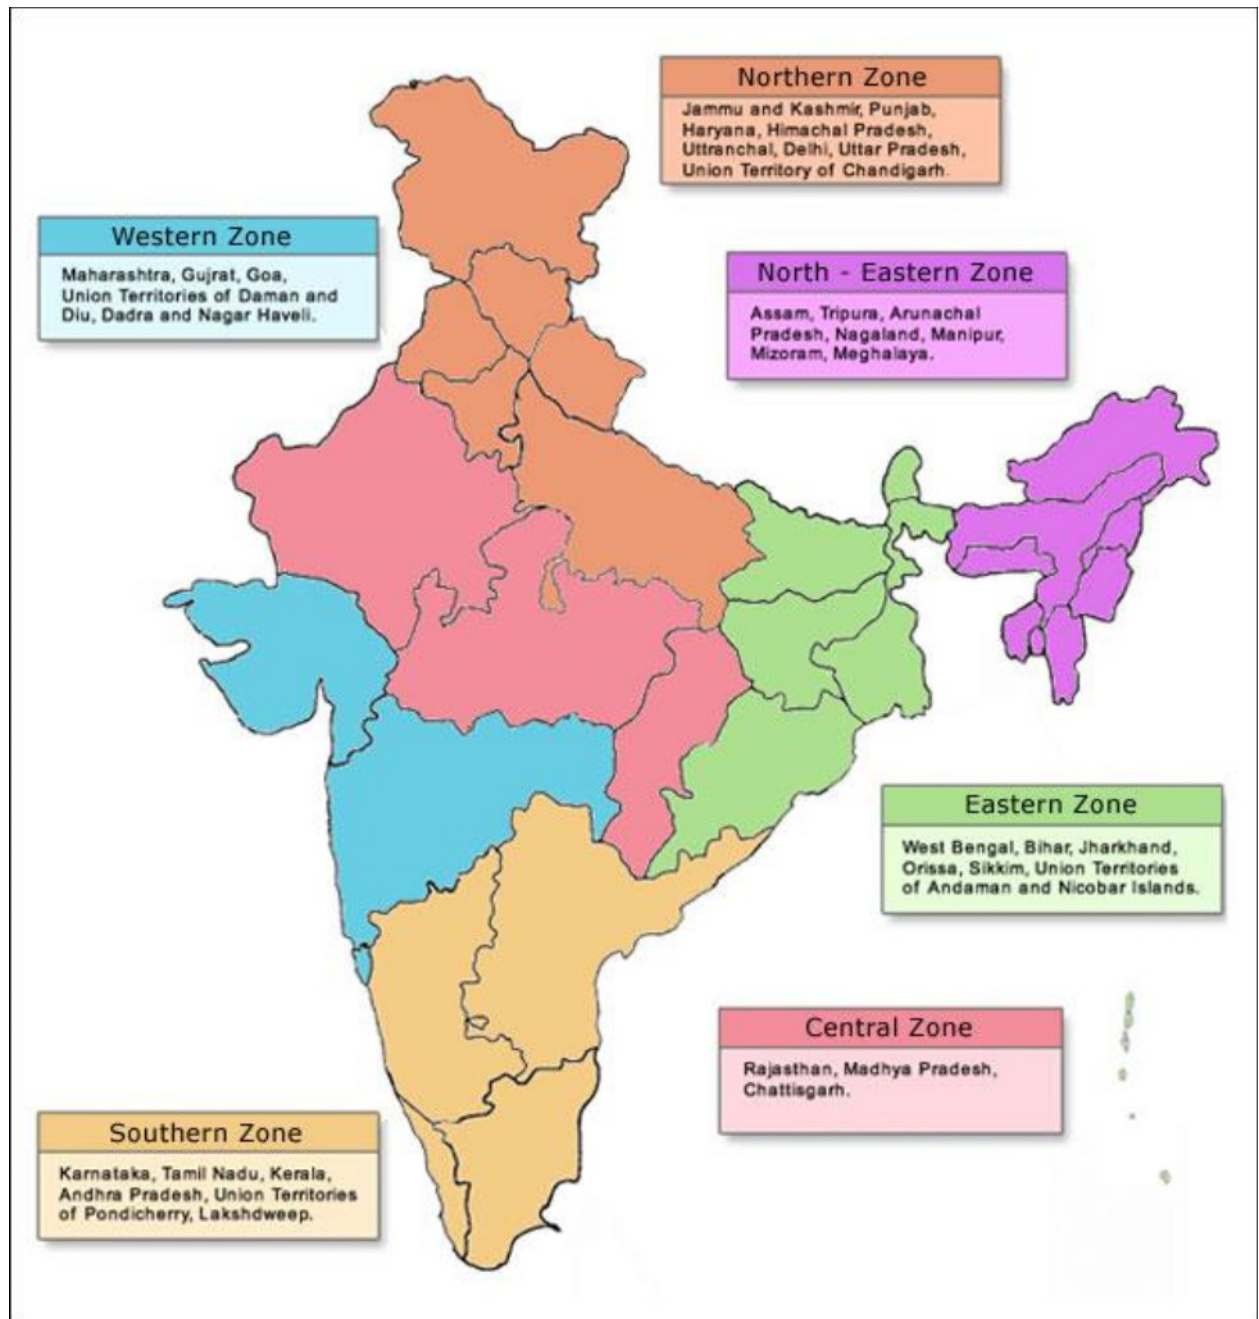 Northern Zone
Jammu and Kashmir, Punjab,
Haryana, Himachal Pradesh,
Uttranchal, Delhi, Uttar Pradesh,
Union Territory of Chandigarh.
Western Zone
Maharashtra, Gujrat, Goa,
Union Territories of Daman and
Diu, Dadra and Nagar Haveli.
North - Eastern Zone
Assam, Tripura, Arunachal
Pradesh, Nagaland, Manipur,
Mizoram, Meghalaya.
Eastern Zone
West Bengal, Bihar, Jharkhand,
Orissa, Sikkim, Union Territories
of Andaman and Nicobar Islands.
Central Zone
Rajasthan, Madhya Pradesh,
Chattisgarh.
Southern Zone
Karnataka, Tamil Nadu, Kerala,
Andhra Pradesh, Union Territories
of Pondicherry, Lakshdweep.